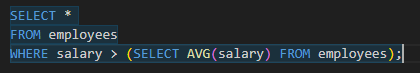 SELECT *
FROM employees
WHERE salary > (SELECT AVG(salary) FROM employees);